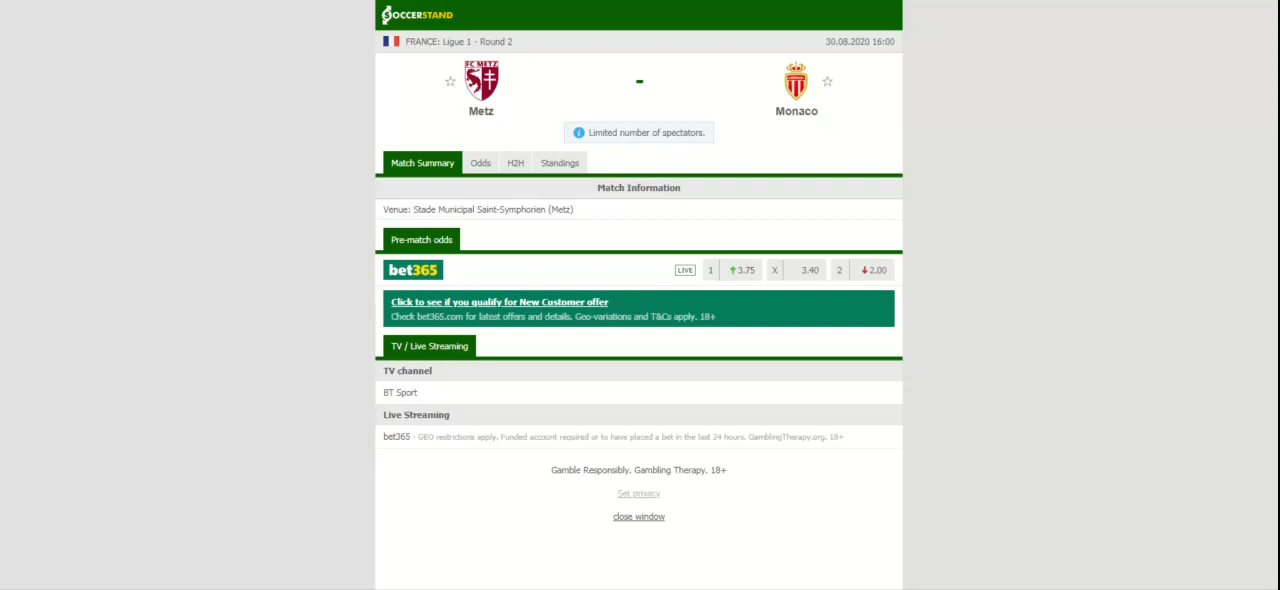 SOCCERSTAND
FRANCE: Ligue 1 - Round 2 30.08.2020 16:00
FC METZ
-
Metz Monaco
Limited number of spectators.
Match Summary Odds H2H Standings
Match Information
Venue: Stade Municipal Saint-Symphorien (Metz)
Pre-match odds
bet365 LIVE 1 3.75 X 3.40 2 2.00
Click to see if you qualify for New Customer offer
Check bet365.com for latest offers and details. Geo-variations and T&Cs apply. 18+
TV / Live Streaming
TV channel
BT Sport
Live Streaming
bet365 - GEO restrictions apply. Funded account required or to have placed a bet in the last 24 hours. GamblingTherapy.org. 18+
Gamble Responsibly. Gambling Therapy. 18+
Set privacy
close window